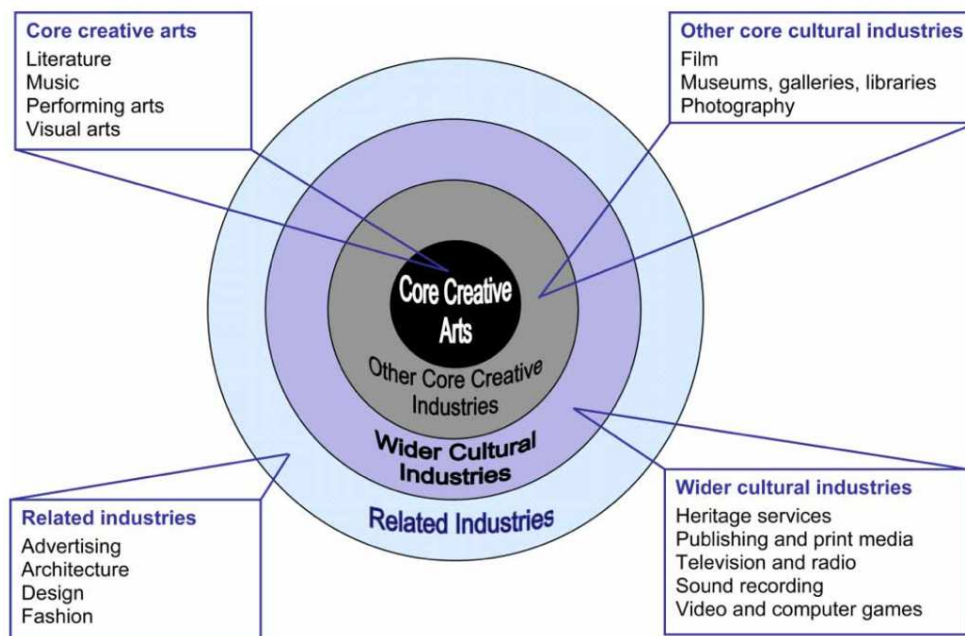 Core creative arts
Literature
Music
Performing arts
Visual arts
Other core cultural industries
Film
Museums, galleries, libraries
Photography
Core Creative
Arts
Other Core Creative
Industries
Wider Cultural
Industries
Related Industries
Related industries
Advertising
Architecture
Design
Fashion
Wider cultural industries
Heritage services
Publishing and print media
Television and radio
Sound recording
Video and computer games